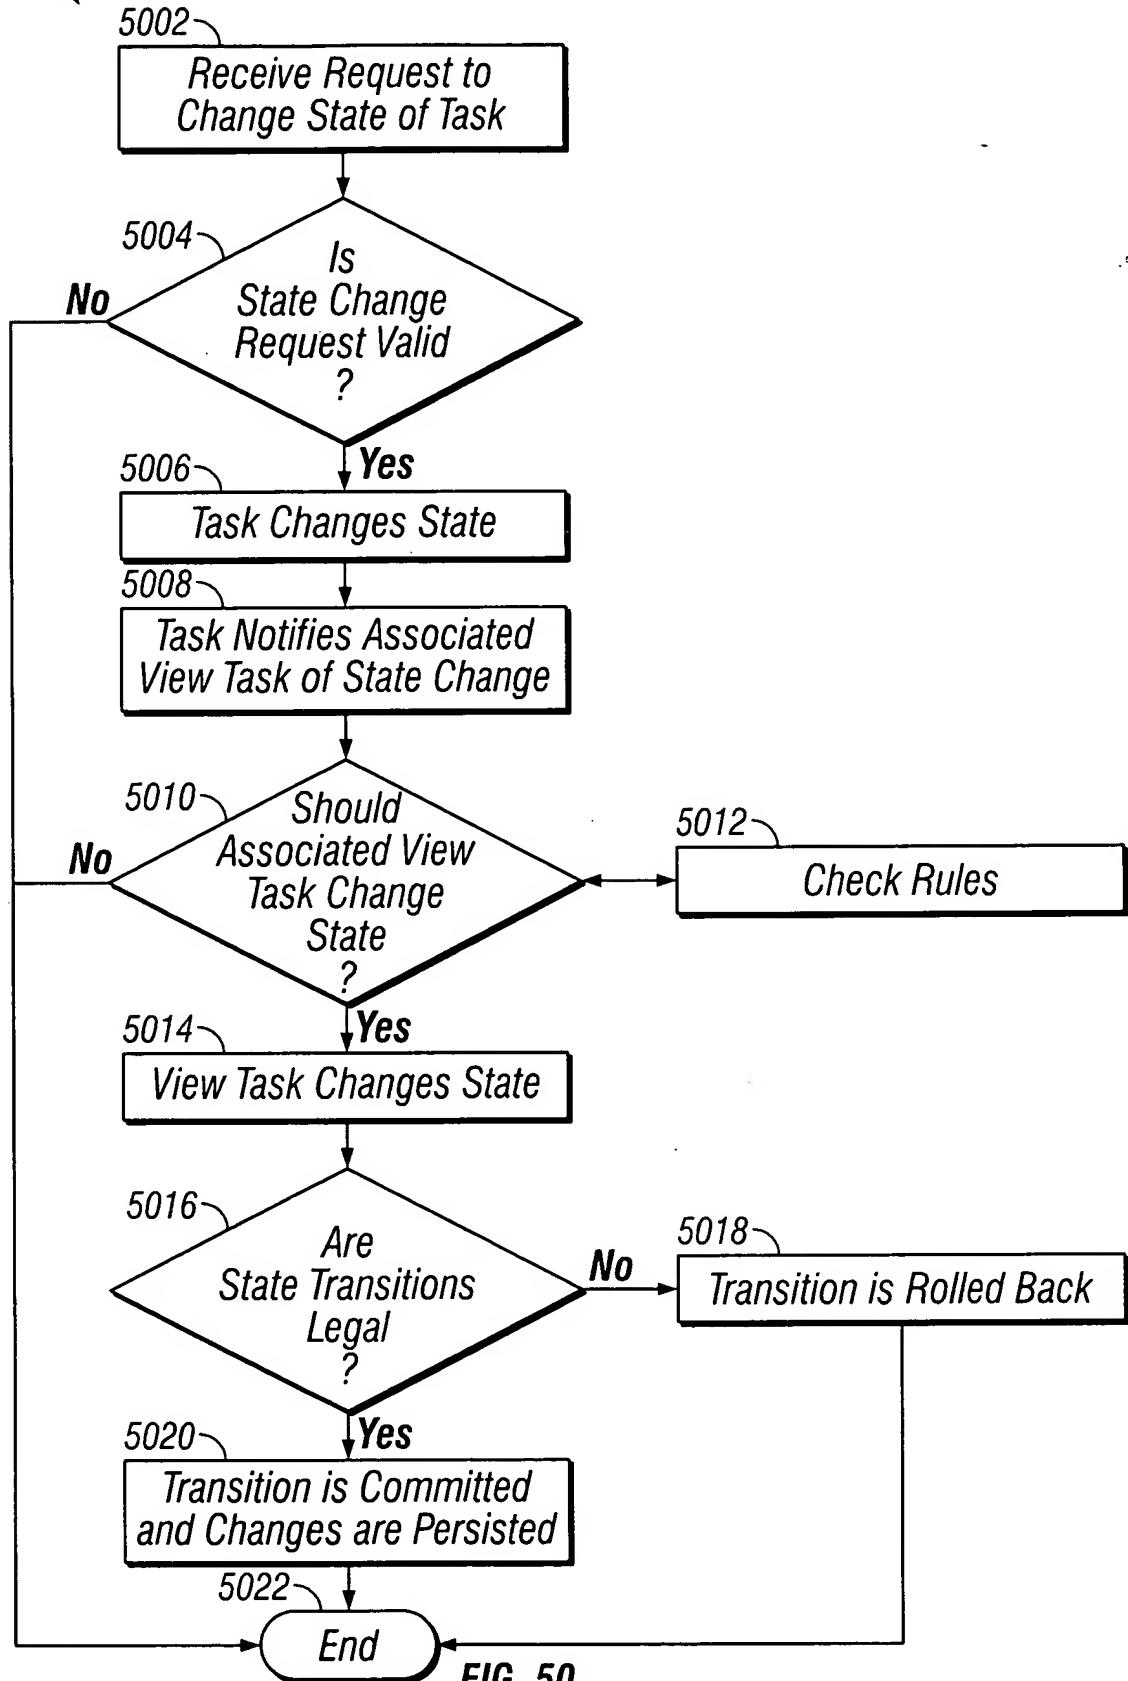 5002
Receive Request to
Change State of Task
5004
Is
State Change
Request Valid
?
No
Yes
5006
Task Changes State
5008
Task Notifies Associated
View Task of State Change
5010
Should
Associated View
Task Change
State
?
No
5012
Check Rules
Yes
5014
View Task Changes State
5016
Are
State Transitions
Legal
?
No
5018
Transition is Rolled Back
Yes
5020
Transition is Committed
and Changes are Persisted
5022
End
FIG. 50